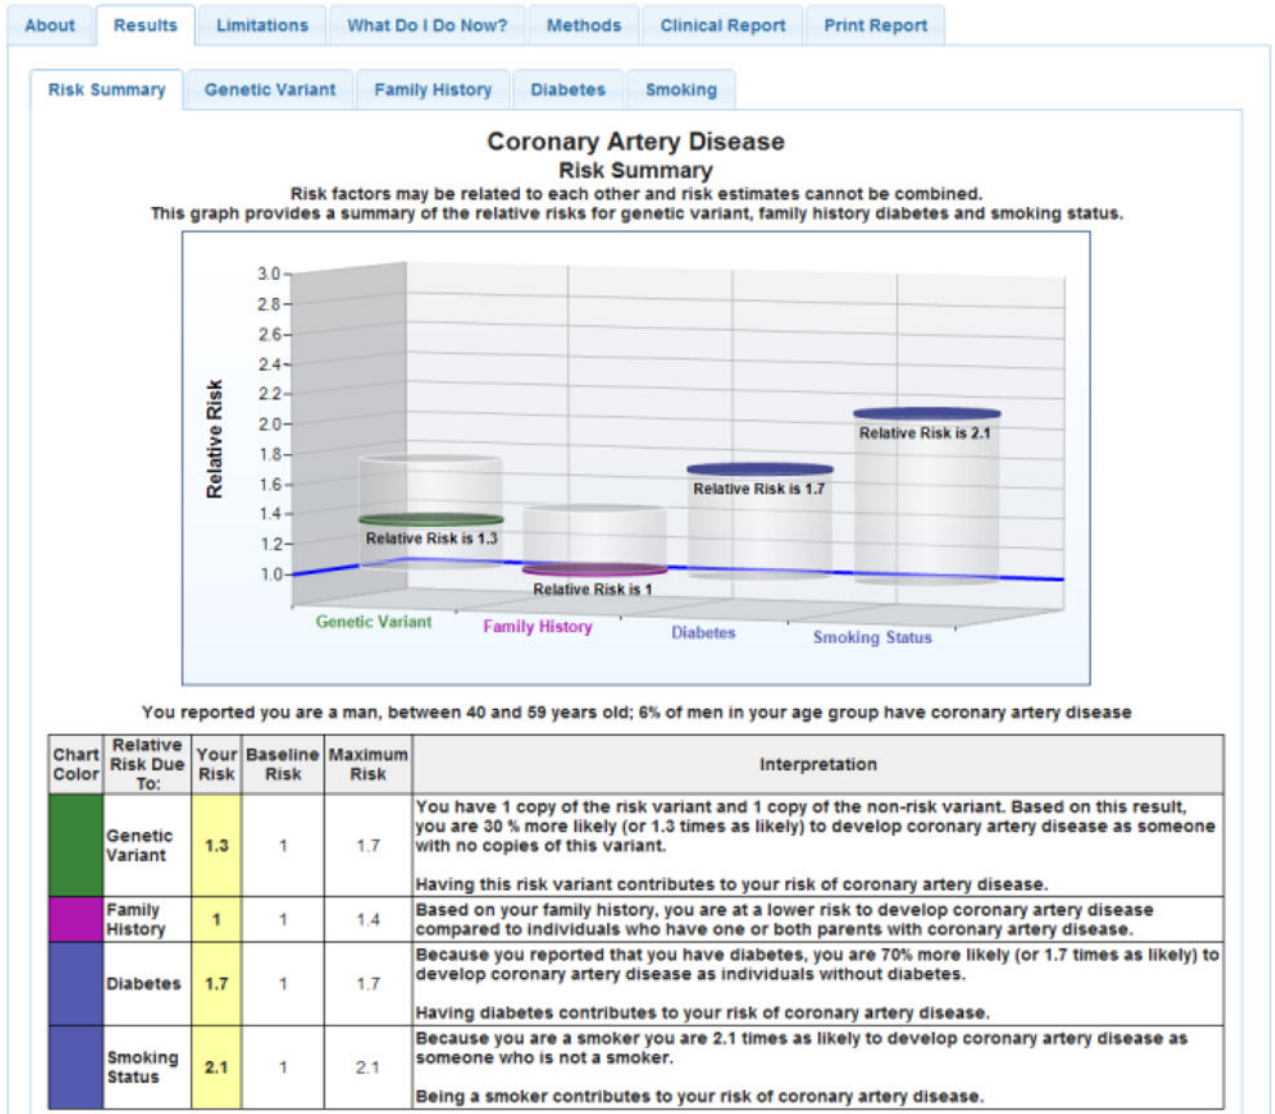 About Results Limitations What Do I Do Now? Methods Clinical Report Print Report
Risk Summary Genetic Variant Family History Diabetes Smoking
Coronary Artery Disease
Risk Summary
Risk factors may be related to each other and risk estimates cannot be combined.
This graph provides a summary of the relative risks for genetic variant, family history diabetes and smoking status.
Relative Risk
3.0
2.8
2.6
2.4
2.2
2.0
1.8
1.6
1.4
1.2
1.0
Relative Risk is 1.3
Relative Risk is 1
Relative Risk is 1.7
Relative Risk is 2.1
Genetic Variant
Family History
Diabetes
Smoking Status
You reported you are a man, between 40 and 59 years old; 6% of men in your age group have coronary artery disease
Chart
Color
Relative
Risk Due
To:
Your
Risk
Baseline
Risk
Maximum
Risk
Interpretation
Genetic
Variant
1.3
1
1.7
You have 1 copy of the risk variant and 1 copy of the non-risk variant. Based on this result,
you are 30 % more likely (or 1.3 times as likely) to develop coronary artery disease as someone
with no copies of this variant.
Having this risk variant contributes to your risk of coronary artery disease.
Family
History
1
1
1.4
Based on your family history, you are at a lower risk to develop coronary artery disease
compared to individuals who have one or both parents with coronary artery disease.
Diabetes
1.7
1
1.7
Because you reported that you have diabetes, you are 70% more likely (or 1.7 times as likely) to
develop coronary artery disease as individuals without diabetes.
Having diabetes contributes to your risk of coronary artery disease.
Smoking
Status
2.1
1
2.1
Because you are a smoker you are 2.1 times as likely to develop coronary artery disease as
someone who is not a smoker.
Being a smoker contributes to your risk of coronary artery disease.